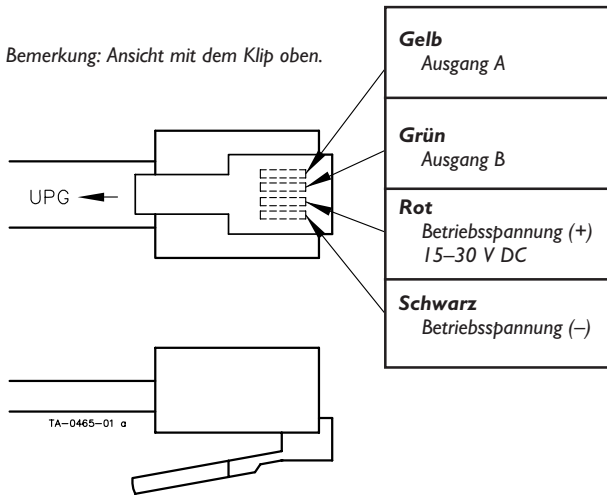 Bemerkung: Ansicht mit dem Klip oben.
UPG
Gelb
Ausgang A
Grün
Ausgang B
Rot
Betriebsspannung (+)
15–30 V DC
Schwarz
Betriebsspannung (–)
TA-0465-01 a